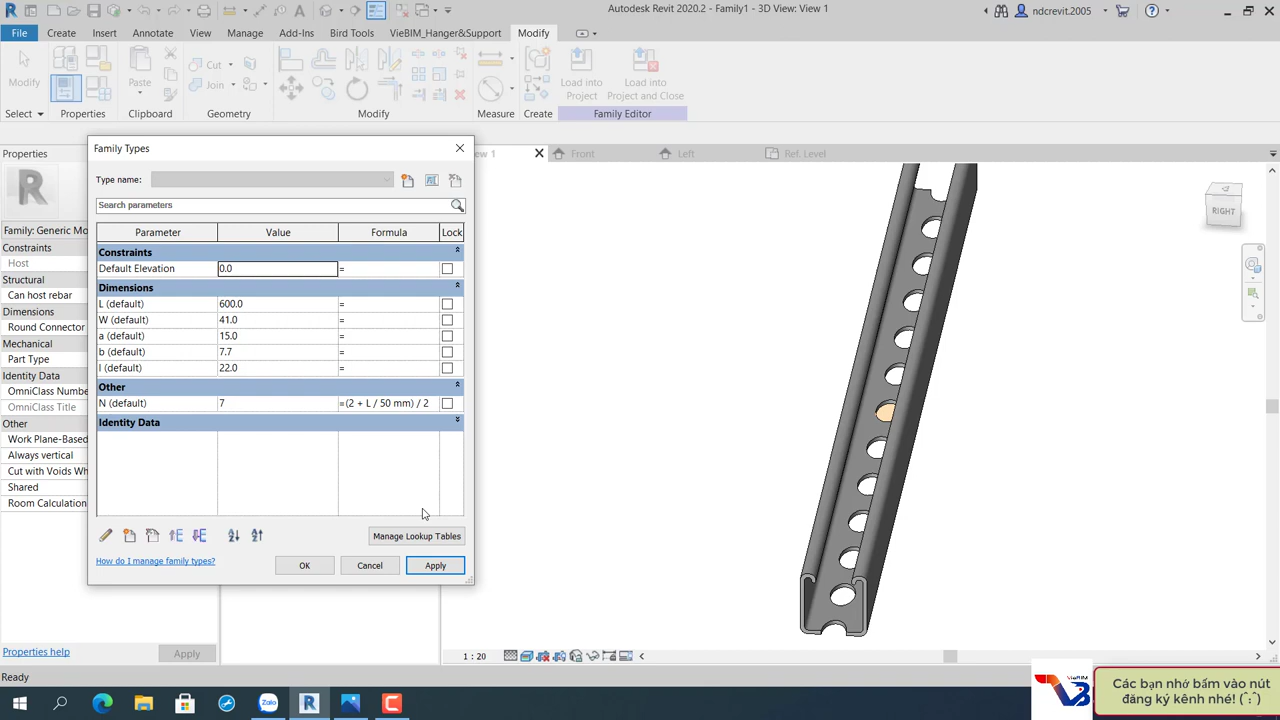 Autodesk Revit 2020.2 - Family1 - 3D View: View 1
ndcrevit.2005
File Create Insert Annotate View Manage Add-Ins Bird Tools VieBIM_Hanger&Support Modify
Modify
Cut
Join
Paste
Load into Project
Load into Project and Close
Select Properties Clipboard Geometry Modify Measure Create Family Editor
Properties
Family: Generic Mo
Constraints
Host
Structural
Can host rebar
Dimensions
Round Connector
Mechanical
Part Type
Identity Data
OmniClass Numb
OmniClass Title
Other
Work Plane-Based
Always vertical
Cut with Voids Wh
Shared
Room Calculation
Properties help
Apply
Family Types
Type name:
Search parameters
Parameter Value Formula Lock
Constraints
Default Elevation 0.0 =
Dimensions
L (default) 600.0 =
W (default) 41.0 =
a (default) 15.0 =
b (default) 7.7 =
l (default) 22.0 =
Other
N (default) 7 =(2 + L / 50 mm) / 2
Identity Data
Manage Lookup Tables
How do I manage family types?
OK Cancel Apply
ew 1 Front Left Ref. Level
RIGHT
1 : 20
Ready
VieBIM
Các bạn nhớ bấm vào nút
đăng ký kênh nhé! (ˆ:ˆ)
Zalo